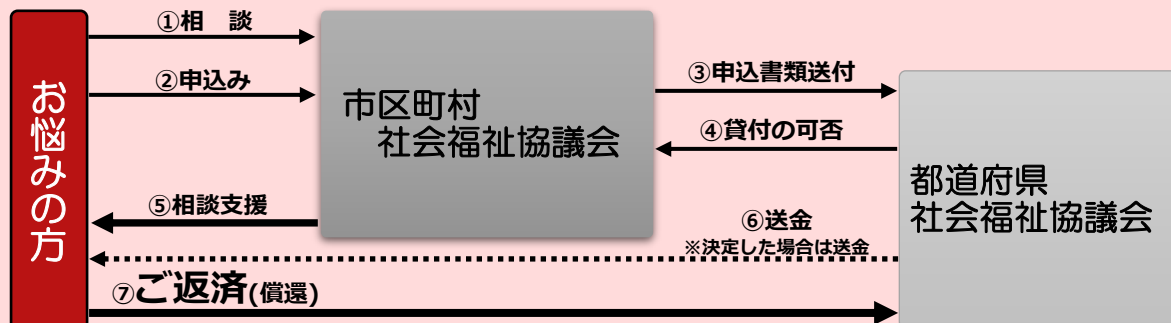 お悩みの方
①相　談
②申込み
市区町村
社会福祉協議会
③申込書類送付
④貸付の可否
都道府県
社会福祉協議会
⑤相談支援
⑥送金
※決定した場合は送金
⑦ご返済(償還)